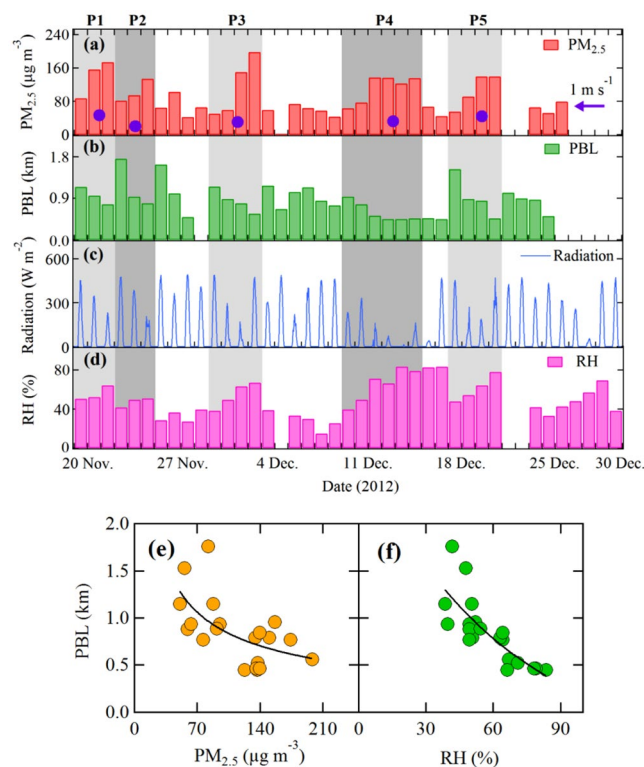 P1 P2 P3 P4 P5
240
160
80
0
PM2.5 (μg m-3)
(a)
PM2.5
1 m s-1
1.8
0.9
0.0
PBL (km)
(b)
PBL
600
300
0
Radiation (W m-2)
(c)
Radiation
80
40
0
RH (%)
(d)
RH
20 Nov. 27 Nov. 4 Dec. 11 Dec. 18 Dec. 25 Dec. 30 Dec.
Date (2012)
2.0
1.5
1.0
0.5
0.0
PBL (km)
(e)
(f)
0 70 140 210
0 30 60 90
PM2.5 (μg m-3)
RH (%)